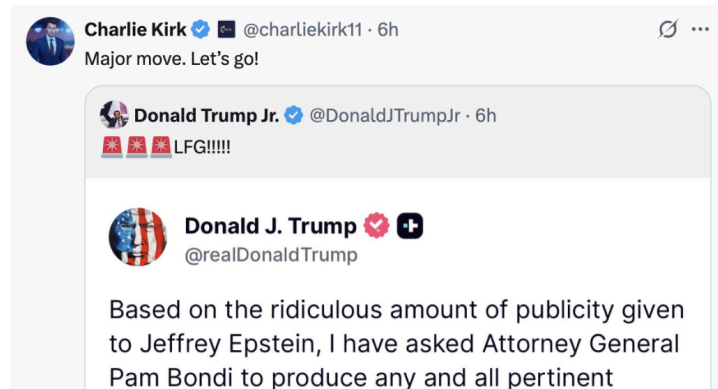 Charlie Kirk @charliekirk11 · 6h
Major move. Let's go!
Donald Trump Jr. @DonaldJTrumpJr · 6h
🚨🚨🚨LFG!!!!!
Donald J. Trump
@realDonaldTrump
Based on the ridiculous amount of publicity given
to Jeffrey Epstein, I have asked Attorney General
Pam Bondi to produce any and all pertinent